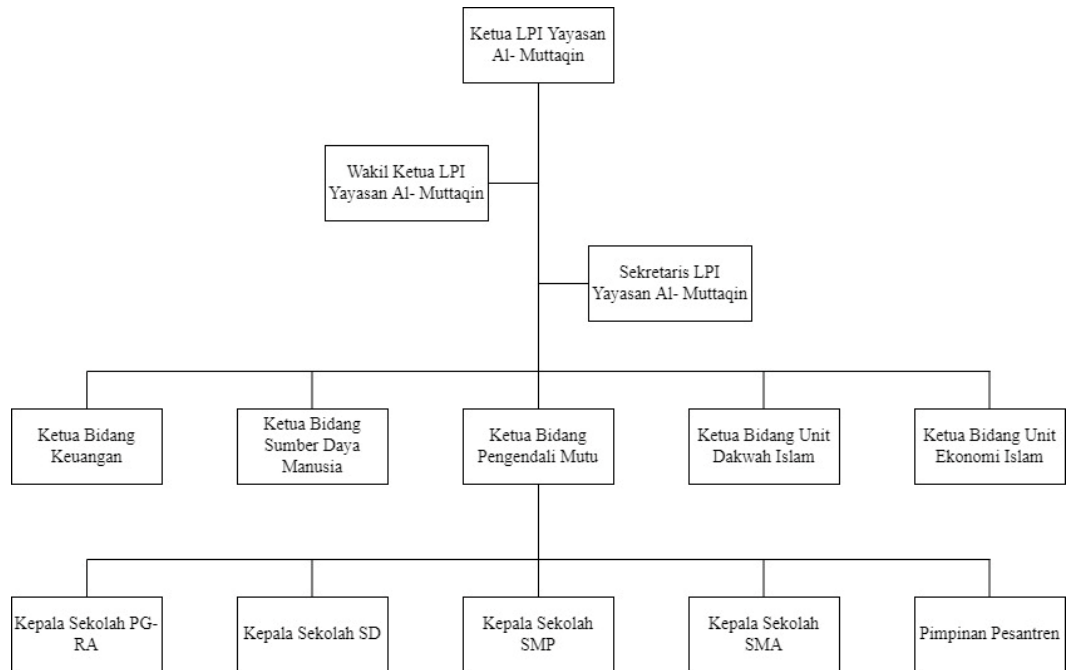 Ketua LPI Yayasan
Al- Muttaqin
Wakil Ketua LPI
Yayasan Al- Muttaqin
Sekretaris LPI
Yayasan Al- Muttaqin
Ketua Bidang
Keuangan
Ketua Bidang
Sumber Daya
Manusia
Ketua Bidang
Pengendali Mutu
Ketua Bidang Unit
Dakwah Islam
Ketua Bidang Unit
Ekonomi Islam
Kepala Sekolah PG-
RA
Kepala Sekolah SD
Kepala Sekolah
SMP
Kepala Sekolah
SMA
Pimpinan Pesantren